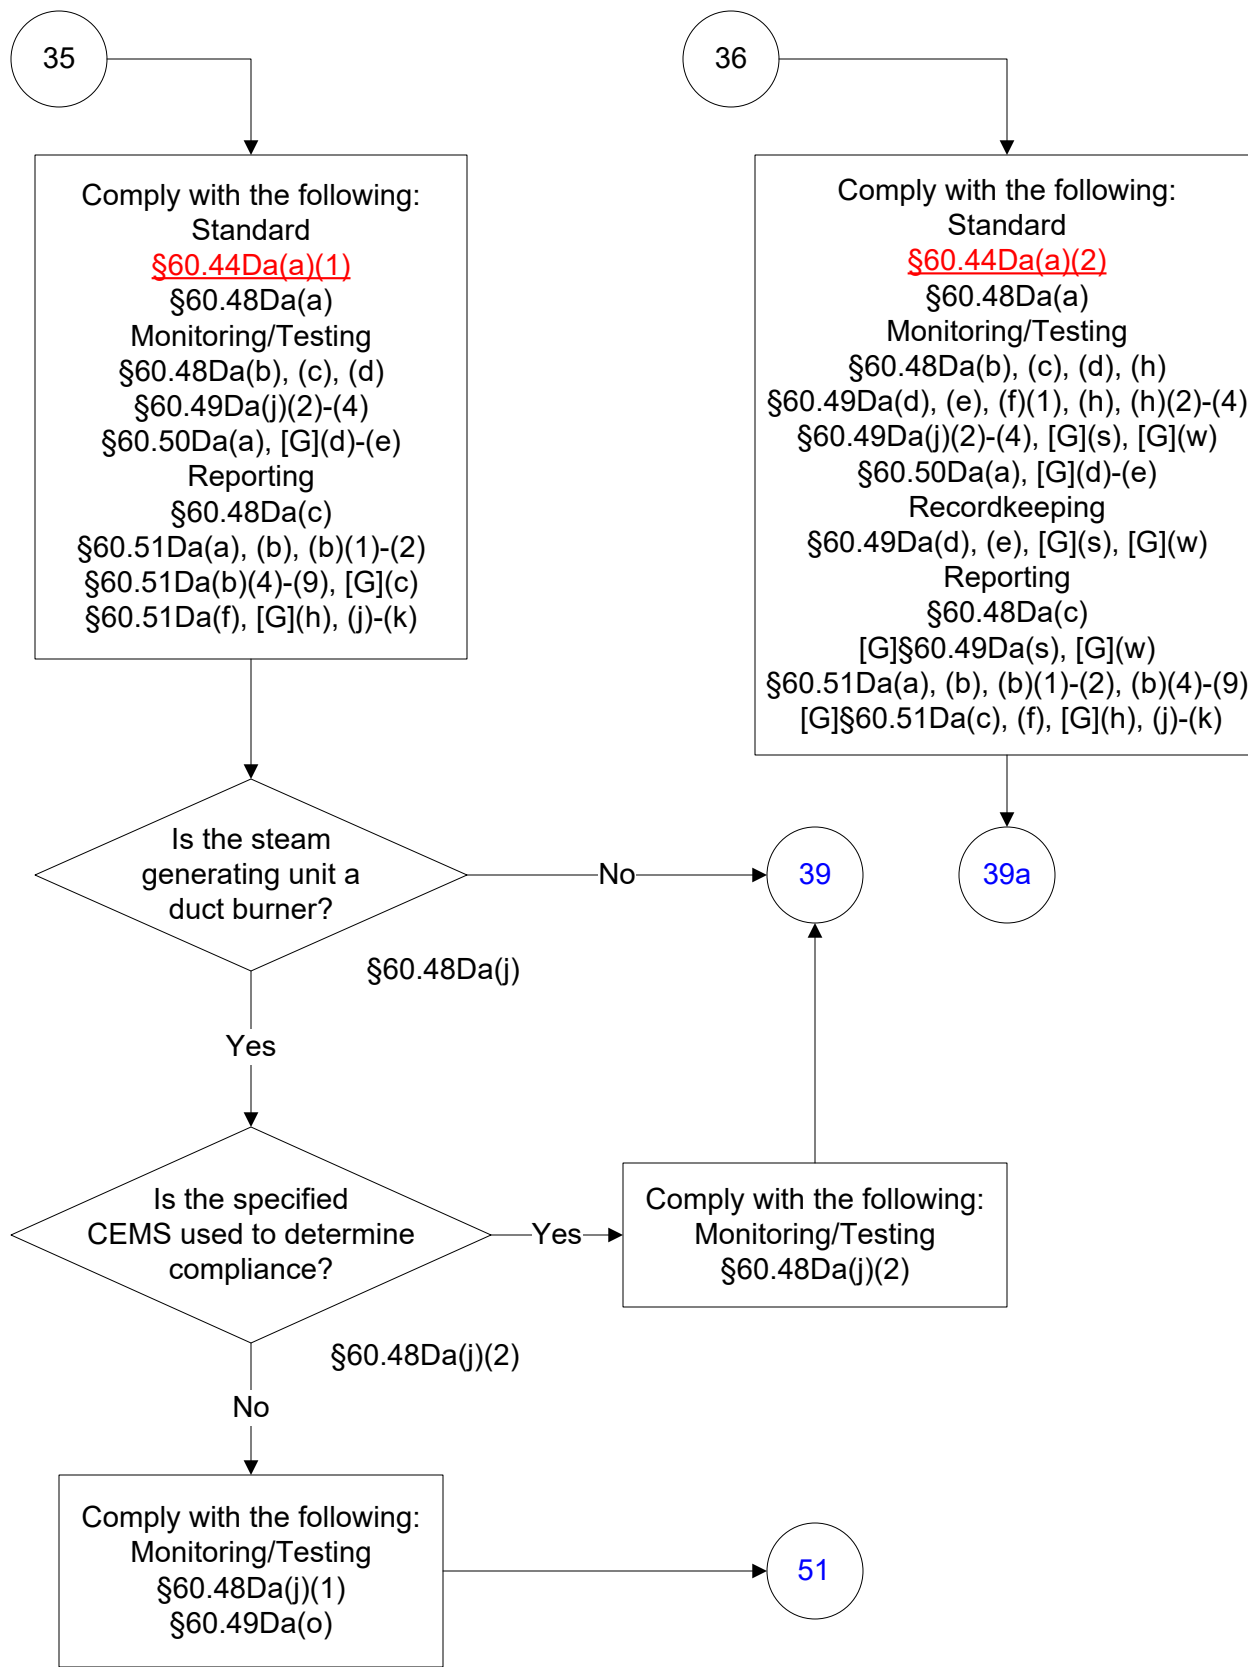 35
Comply with the following:
Standard
§60.44Da(a)(1)
§60.48Da(a)
Monitoring/Testing
§60.48Da(b), (c), (d)
§60.49Da(j)(2)-(4)
§60.50Da(a), [G](d)-(e)
Reporting
§60.48Da(c)
§60.51Da(a), (b), (b)(1)-(2)
§60.51Da(b)(4)-(9), [G](c)
§60.51Da(f), [G](h), (j)-(k)
36
Comply with the following:
Standard
§60.44Da(a)(2)
§60.48Da(a)
Monitoring/Testing
§60.48Da(b), (c), (d), (h)
§60.49Da(d), (e), (f)(1), (h), (h)(2)-(4)
§60.49Da(j)(2)-(4), [G](s), [G](w)
§60.50Da(a), [G](d)-(e)
Recordkeeping
§60.49Da(d), (e), [G](s), [G](w)
Reporting
§60.48Da(c)
[G]§60.49Da(s), [G](w)
§60.51Da(a), (b), (b)(1)-(2), (b)(4)-(9)
[G]§60.51Da(c), (f), [G](h), (j)-(k)
Is the steam
generating unit a
duct burner?
§60.48Da(j)
No
39
39a
Yes
Is the specified
CEMS used to determine
compliance?
§60.48Da(j)(2)
Yes
Comply with the following:
Monitoring/Testing
§60.48Da(j)(2)
No
Comply with the following:
Monitoring/Testing
§60.48Da(j)(1)
§60.49Da(o)
51